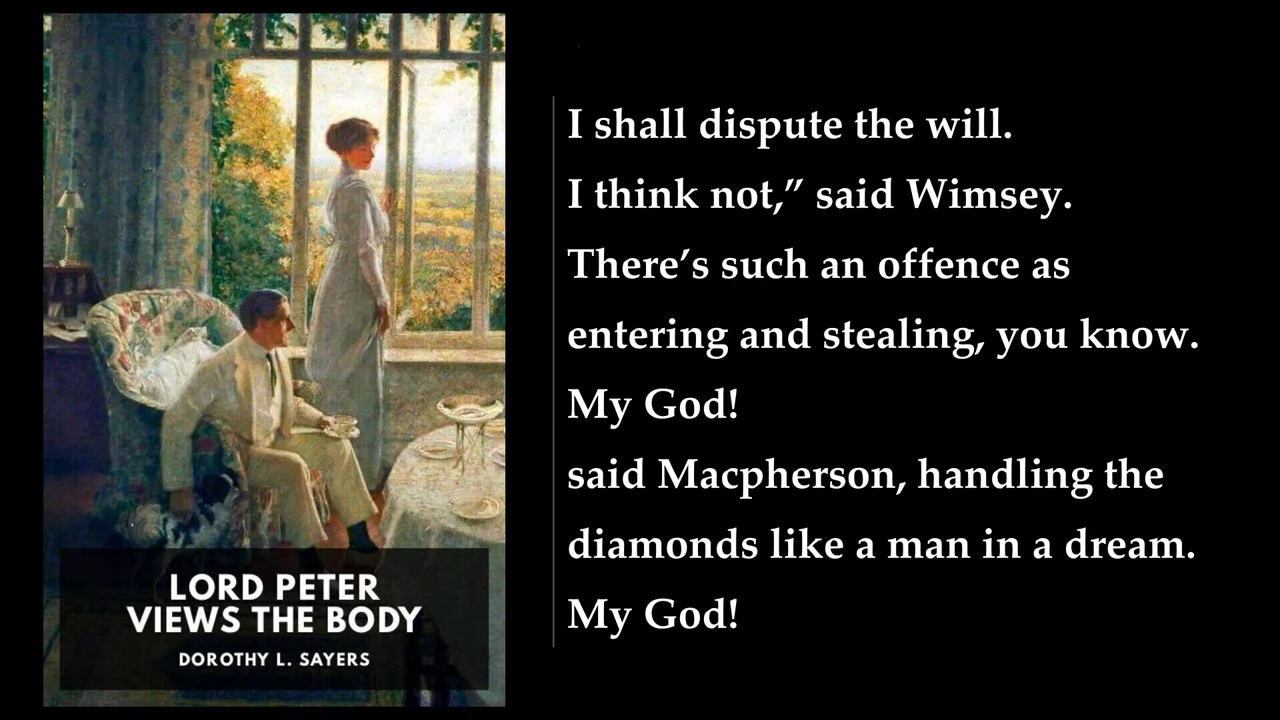 LORD PETER
VIEWS THE BODY
DOROTHY L. SAYERS
I shall dispute the will.
I think not,” said Wimsey.
There’s such an offence as
entering and stealing, you know.
My God!
said Macpherson, handling the
diamonds like a man in a dream.
My God!